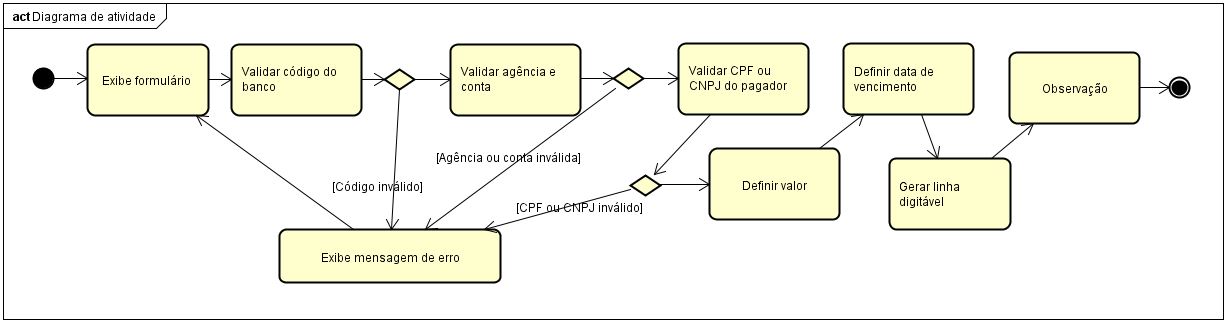 act Diagrama de atividade
Exibe formulário
Validar código do
banco
Validar agência e
conta
Validar CPF ou
CNPJ do pagador
Definir data de
vencimento
Observação
[Agência ou conta inválida]
[Código inválido]
[CPF ou CNPJ inválido]
Definir valor
Gerar linha
digitável
Exibe mensagem de erro